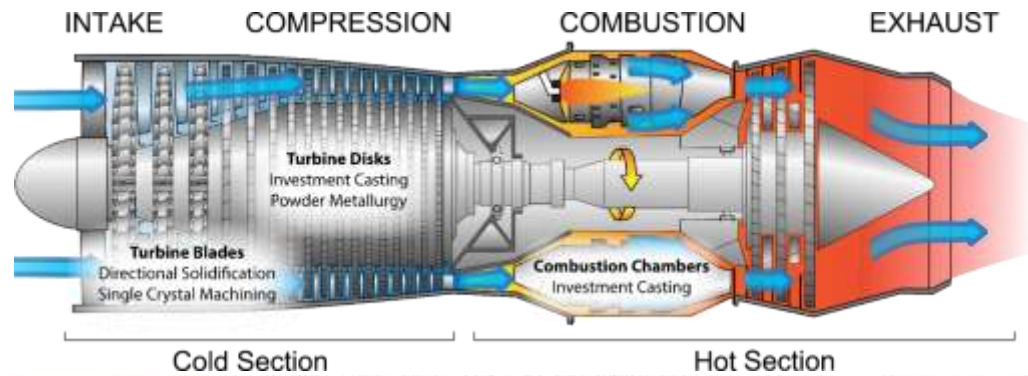 INTAKE COMPRESSION COMBUSTION EXHAUST
Turbine Disks
Investment Casting
Powder Metallurgy
Turbine Blades
Directional Solidification
Single Crystal Machining
Combustion Chambers
Investment Casting
Cold Section Hot Section